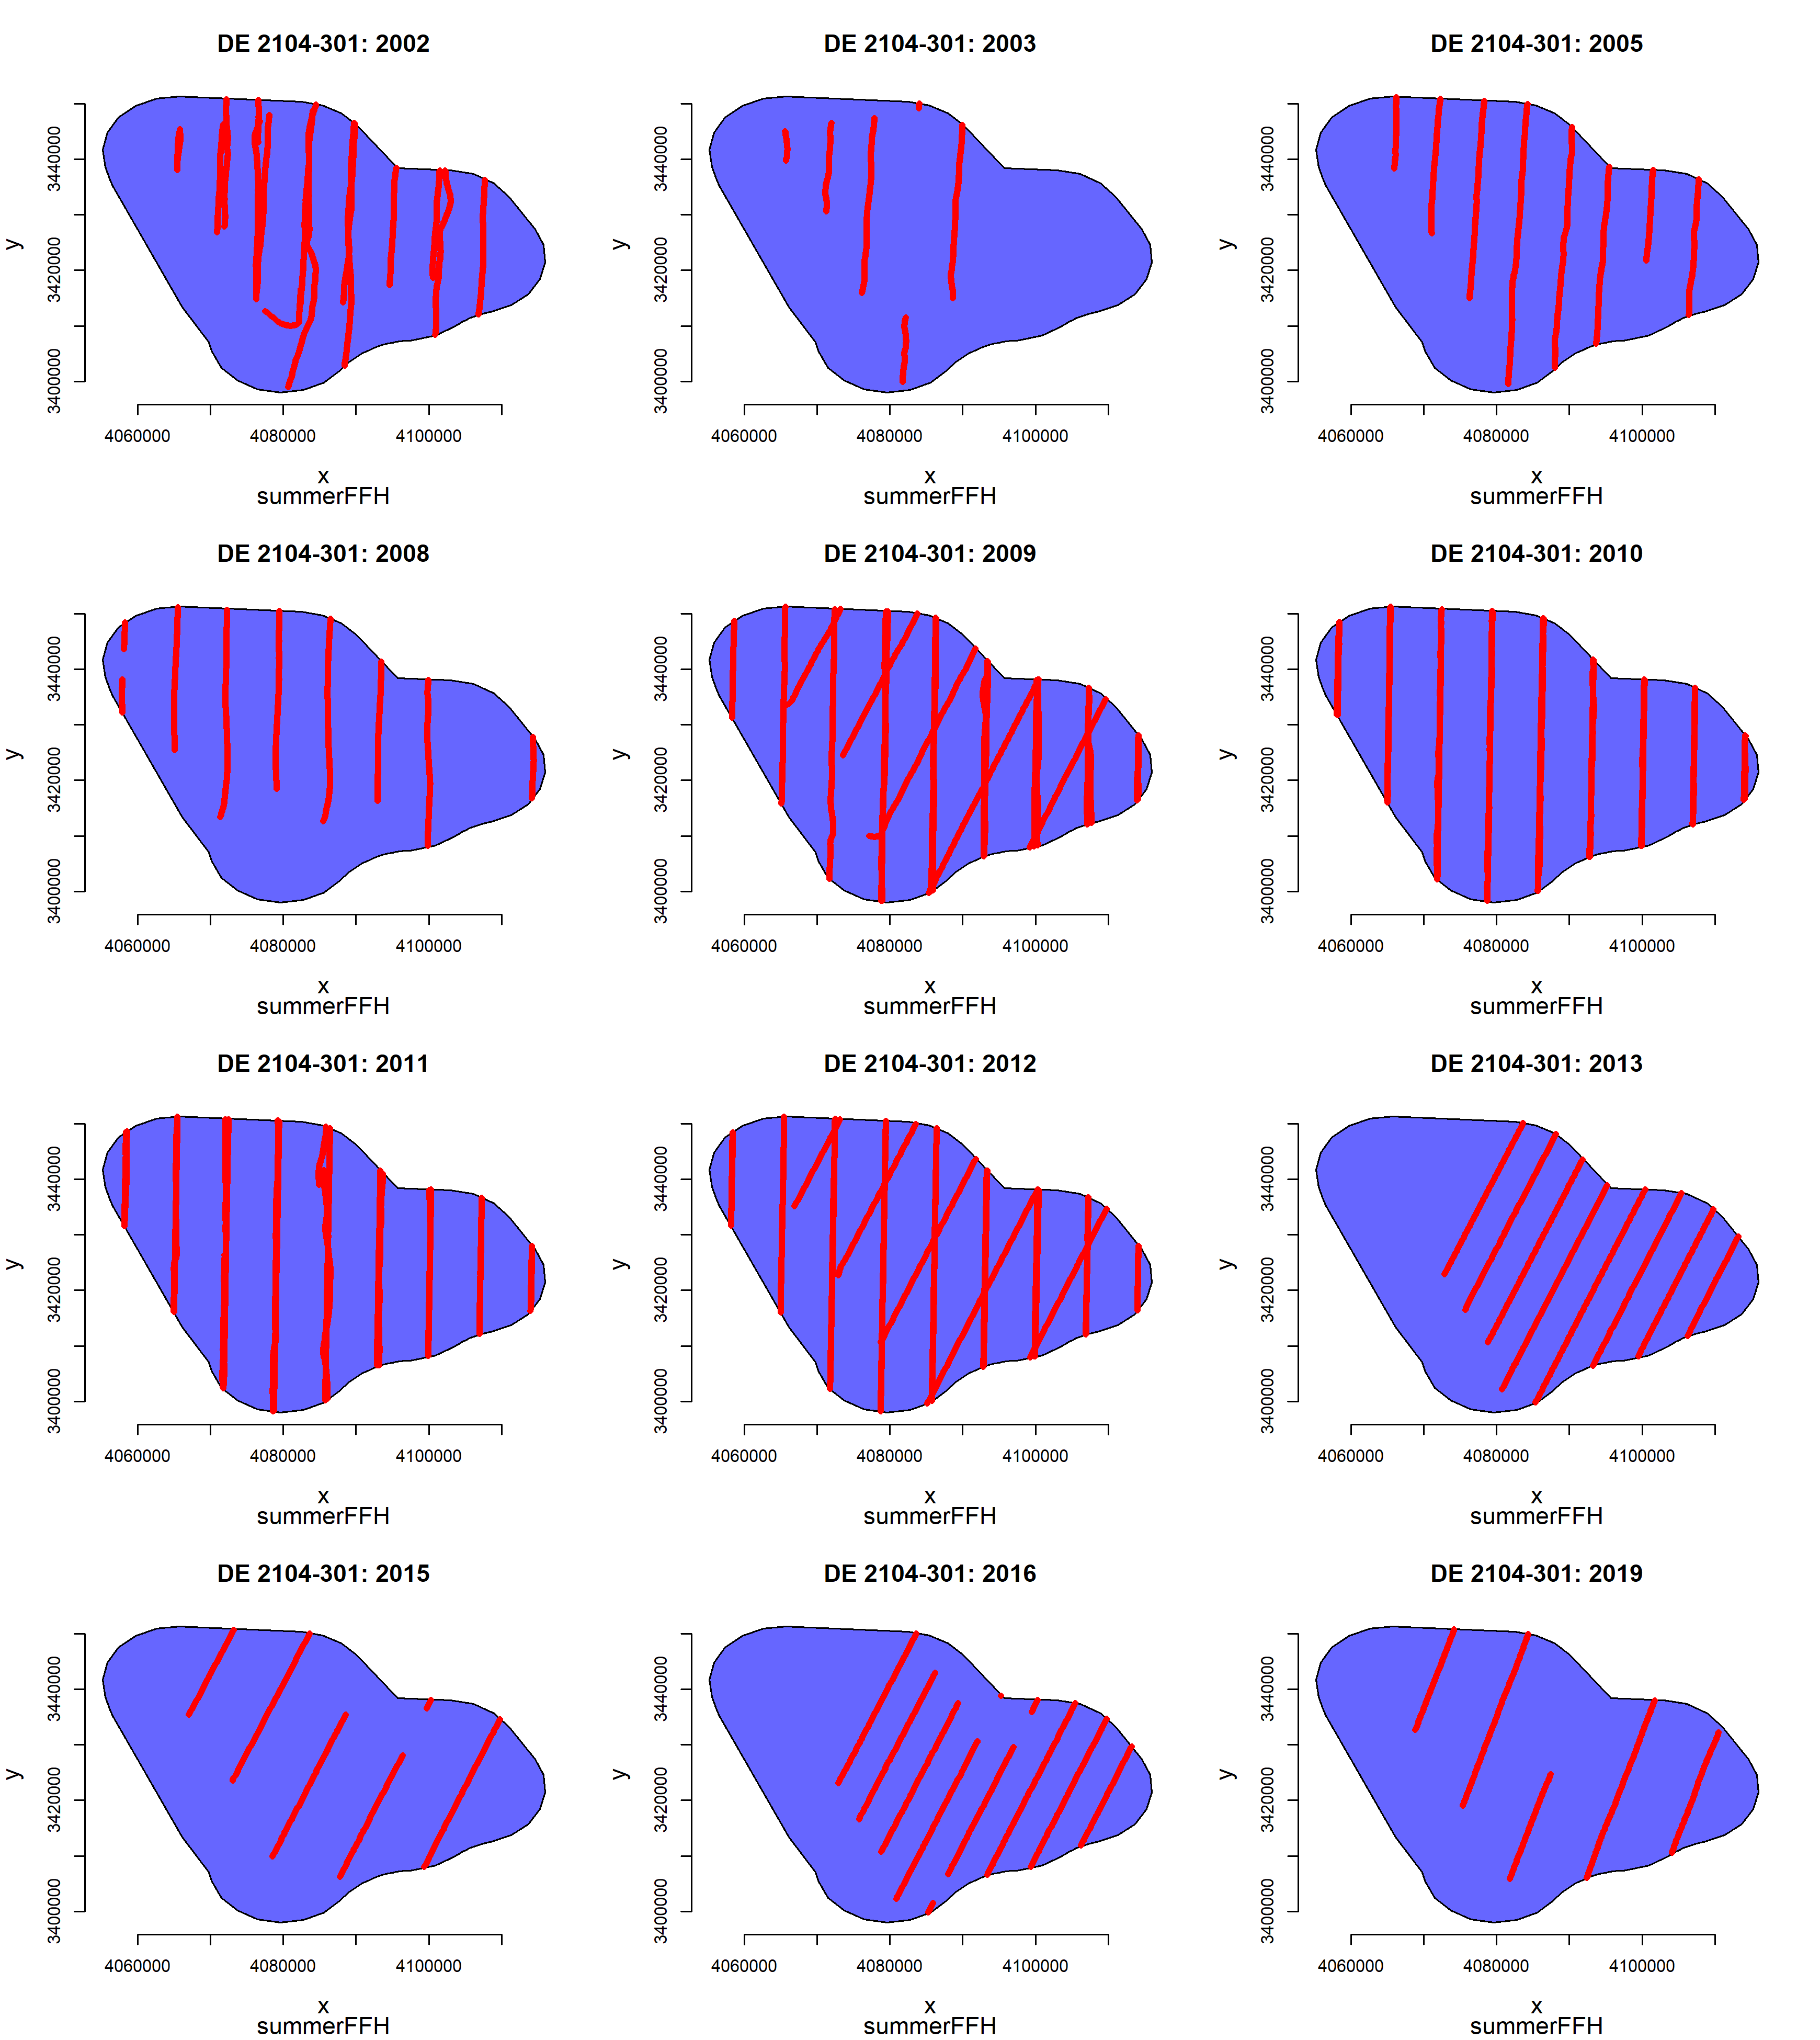 DE 2104-301: 2002
DE 2104-301: 2003
DE 2104-301: 2005
y
3400000 3420000 3440000
4060000 4080000 4100000
x
summerFFH
y
3400000 3420000 3440000
4060000 4080000 4100000
x
summerFFH
y
3400000 3420000 3440000
4060000 4080000 4100000
x
summerFFH
DE 2104-301: 2008
DE 2104-301: 2009
DE 2104-301: 2010
y
3400000 3420000 3440000
4060000 4080000 4100000
x
summerFFH
y
3400000 3420000 3440000
4060000 4080000 4100000
x
summerFFH
y
3400000 3420000 3440000
4060000 4080000 4100000
x
summerFFH
DE 2104-301: 2011
DE 2104-301: 2012
DE 2104-301: 2013
y
3400000 3420000 3440000
4060000 4080000 4100000
x
summerFFH
y
3400000 3420000 3440000
4060000 4080000 4100000
x
summerFFH
y
3400000 3420000 3440000
4060000 4080000 4100000
x
summerFFH
DE 2104-301: 2015
DE 2104-301: 2016
DE 2104-301: 2019
y
3400000 3420000 3440000
4060000 4080000 4100000
x
summerFFH
y
3400000 3420000 3440000
4060000 4080000 4100000
x
summerFFH
y
3400000 3420000 3440000
4060000 4080000 4100000
x
summerFFH